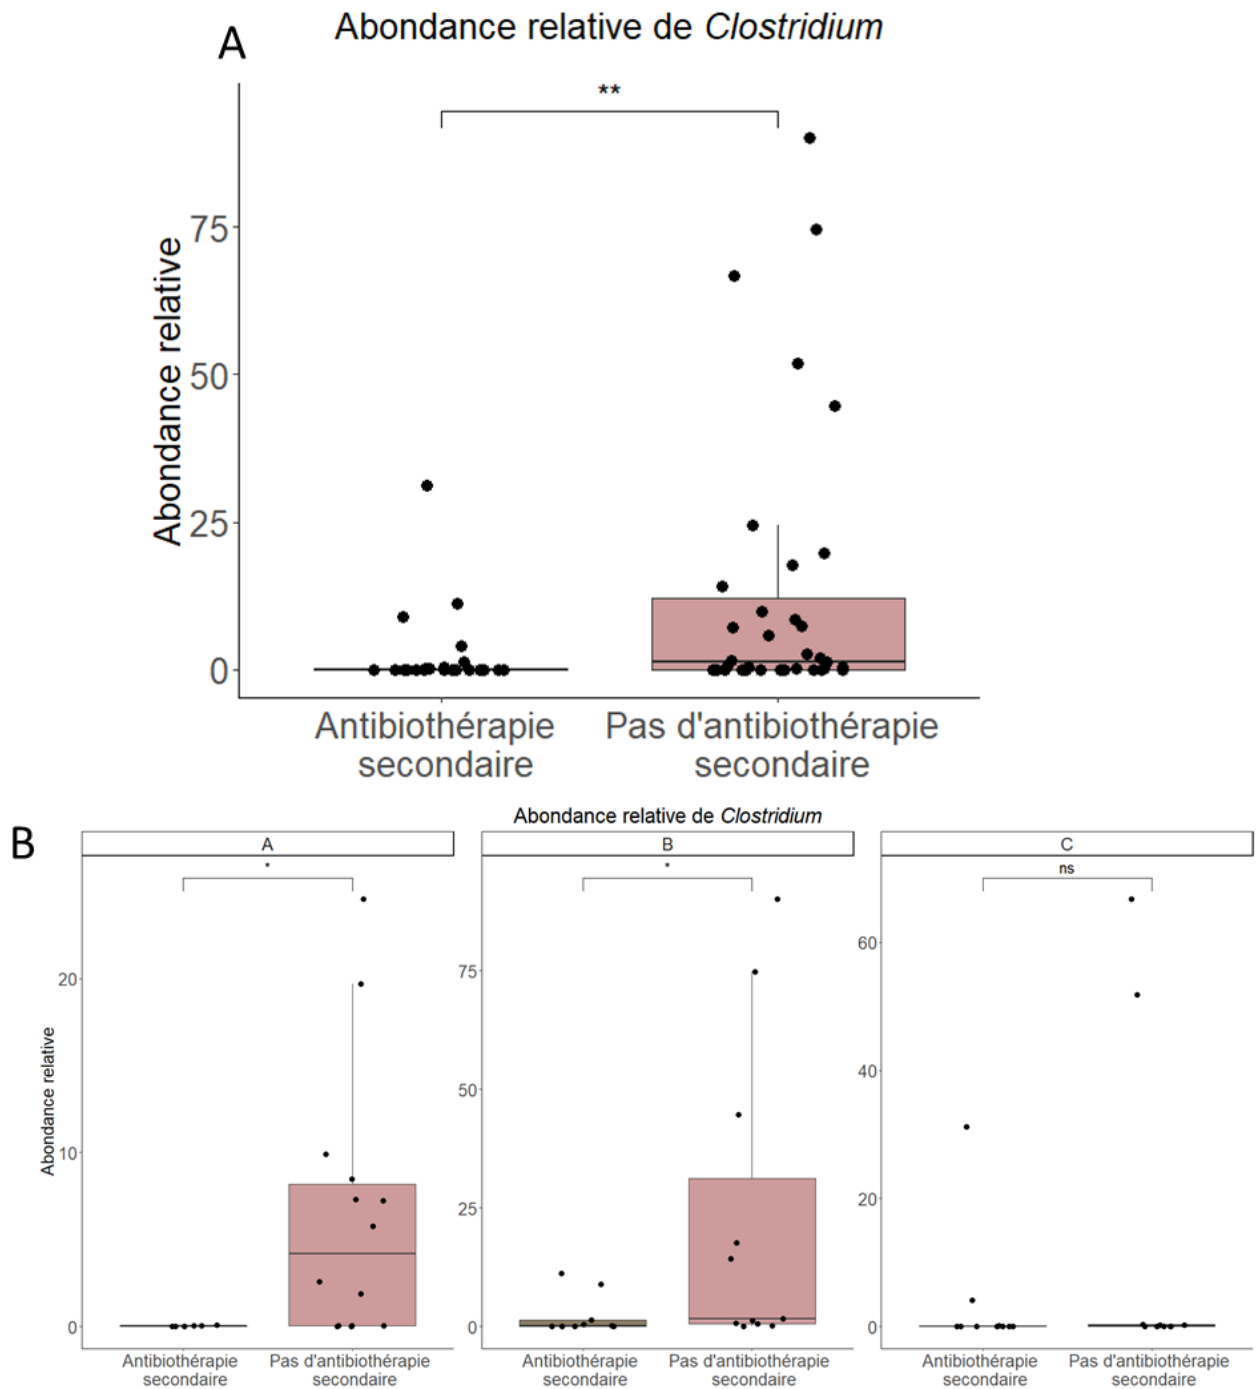 A
Abondance relative de Clostridium
**
75
50
25
0
Abondance relative
Antibiothérapie
secondaire
Pas d'antibiothérapie
secondaire
B
Abondance relative de Clostridium
A
B
C
*
*
ns
20
10
0
Abondance relative
75
50
25
0
60
40
20
0
Antibiothérapie
secondaire
Pas d'antibiothérapie
secondaire
Antibiothérapie
secondaire
Pas d'antibiothérapie
secondaire
Antibiothérapie
secondaire
Pas d'antibiothérapie
secondaire